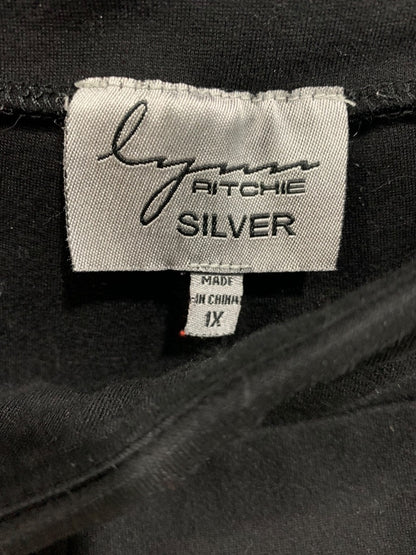 lynn
RITCHIE
SILVER
MADE
IN CHINA
1X